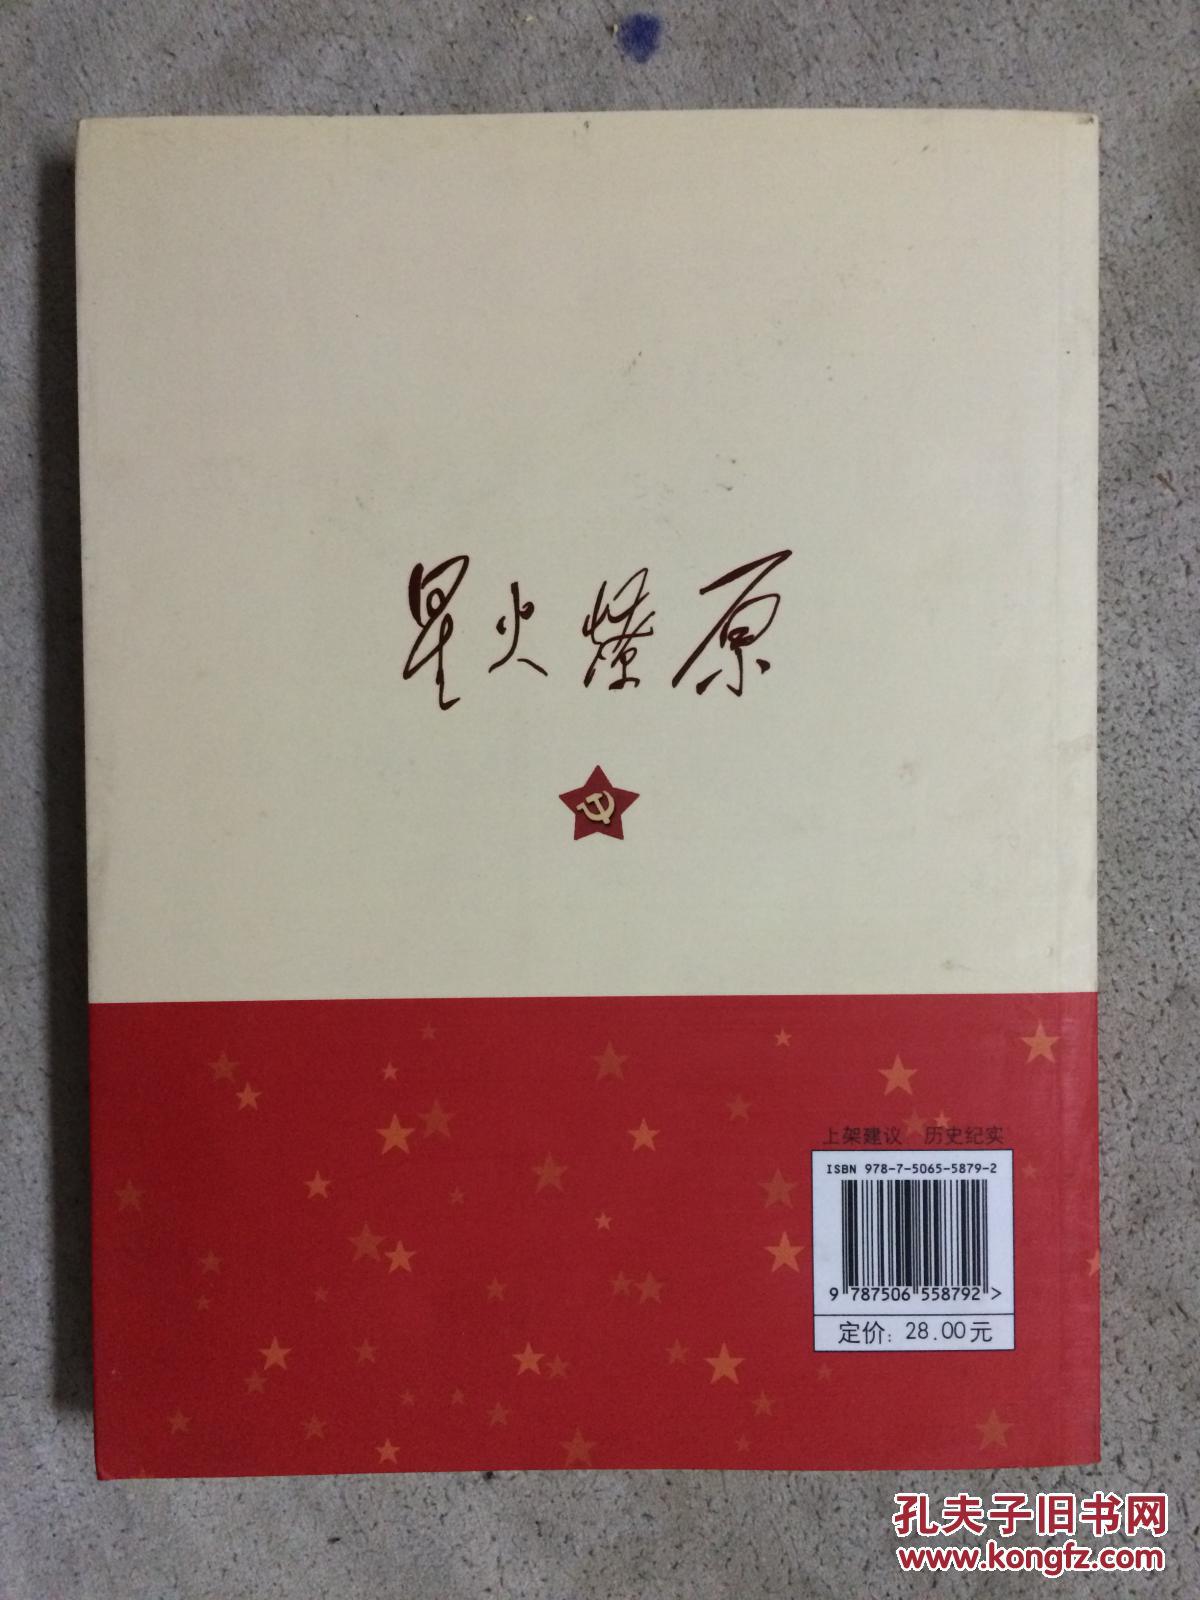 星火燎原
上架建议 历史纪实
ISBN 978-7-5065-5879-2
9 787506 558792 >
定价: 28.00元
孔夫子旧书网
www.kongfz.com